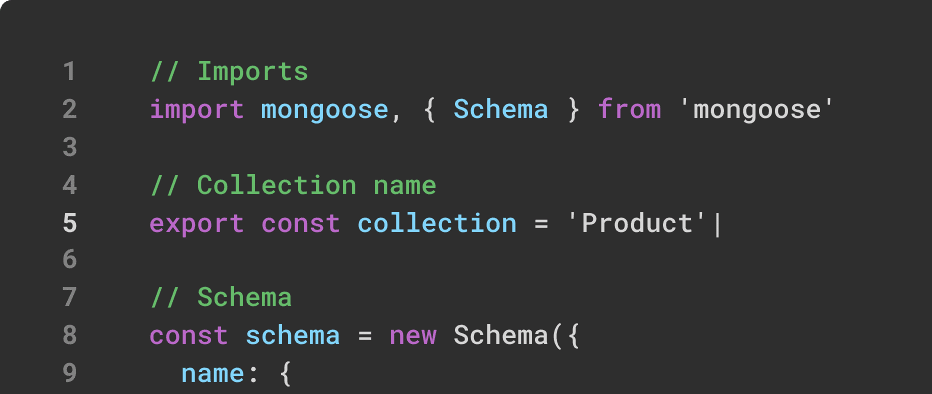 1 // Imports
2 import mongoose, { Schema } from 'mongoose'
3
4 // Collection name
5 export const collection = 'Product'|
6
7 // Schema
8 const schema = new Schema({
9   name: {